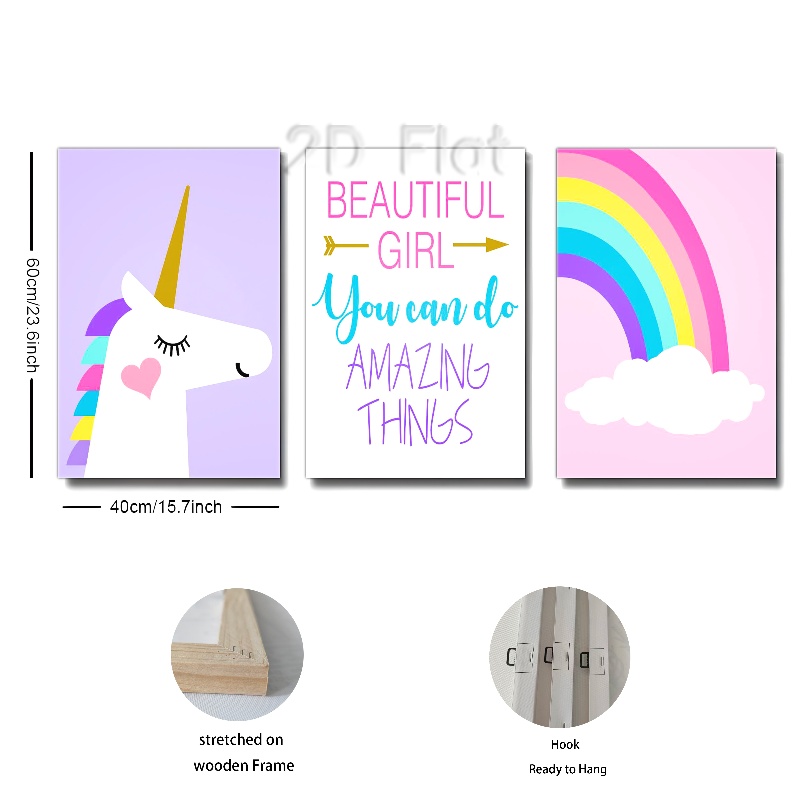 2D Flat
BEAUTIFUL
GIRL
You can do
AMAZING
THINGS
60cm/23.6inch
40cm/15.7inch
stretched on
wooden Frame
Hook
Ready to Hang